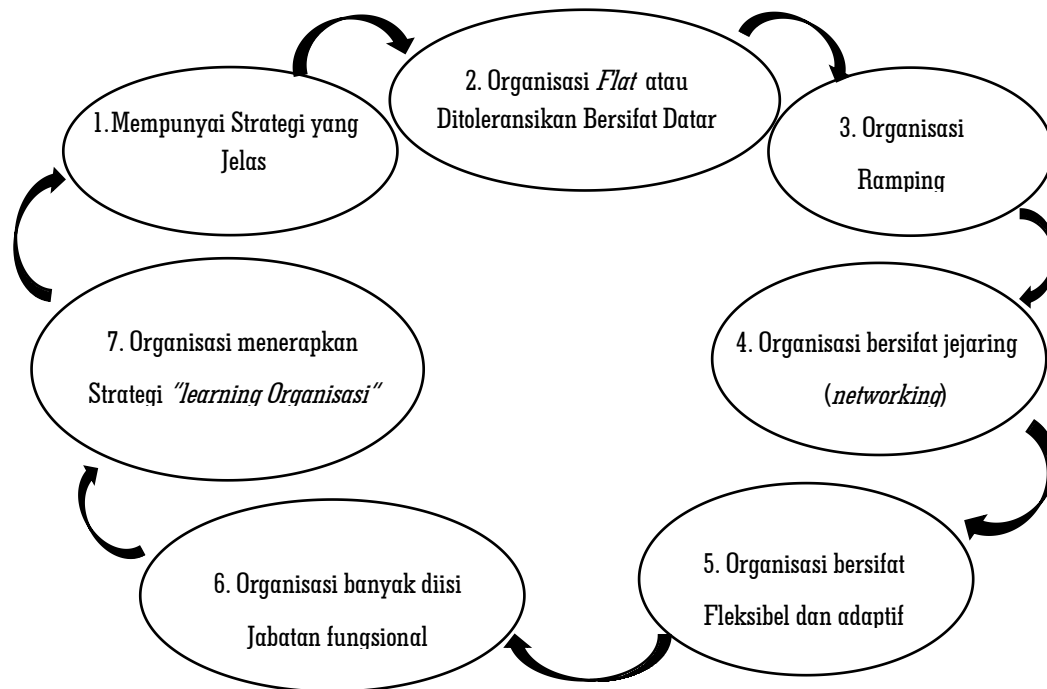 1.Mempunyai Strategi yang
Jelas
2. Organisasi Flat atau
Ditoleransikan Bersifat Datar
3. Organisasi
Ramping
4. Organisasi bersifat jejaring
(networking)
5. Organisasi bersifat
Fleksibel dan adaptif
6. Organisasi banyak diisi
Jabatan fungsional
7. Organisasi menerapkan
Strategi "learning Organisasi"